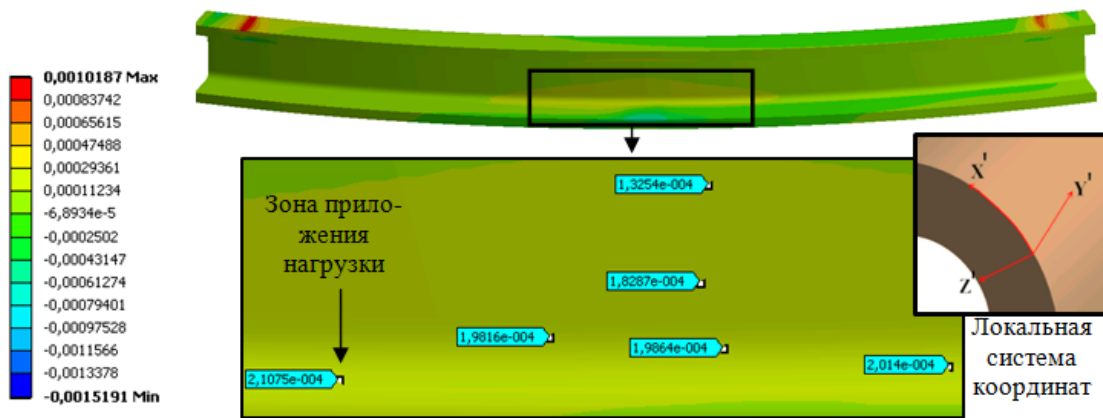 0,0010187 Max
0,00083742
0,00065615
0,00047488
0,00029361
0,00011234
-6,8934e-5
-0,0002502
-0,00043147
-0,00061274
-0,00079401
-0,00097528
-0,0011566
-0,0013378
-0,0015191 Min
Зона прило-
жения
нагрузки
1,3254e-004
1,8287e-004
1,9816e-004
1,9864e-004
2,014e-004
2,1075e-004
X'
Y'
Z'
Локальная
система
координат